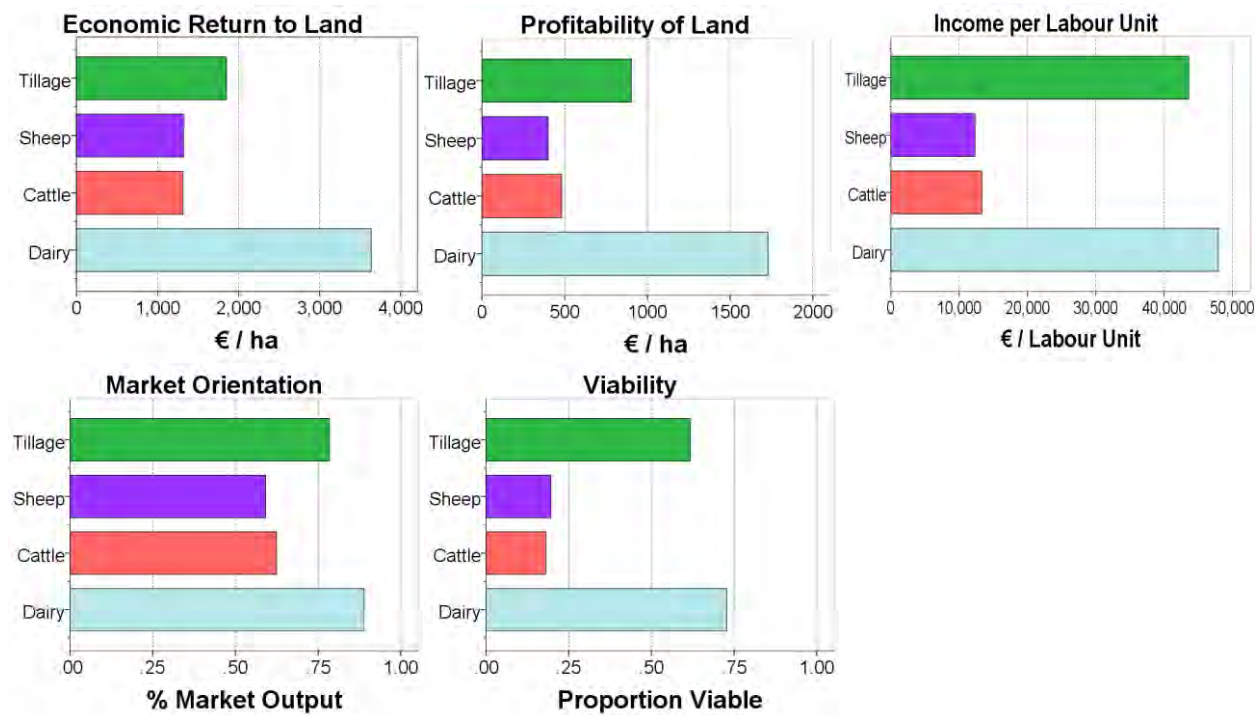 Economic Return to Land
Tillage
Sheep
Cattle
Dairy
0 1,000 2,000 3,000 4,000
€ / ha
Profitability of Land
Tillage
Sheep
Cattle
Dairy
0 500 1000 1500 2000
€ / ha
Income per Labour Unit
Tillage
Sheep
Cattle
Dairy
0 10,000 20,000 30,000 40,000 50,000
€ / Labour Unit
Market Orientation
Tillage
Sheep
Cattle
Dairy
.00 .25 .50 .75 1.00
% Market Output
Viability
Tillage
Sheep
Cattle
Dairy
.00 .25 .50 .75 1.00
Proportion Viable